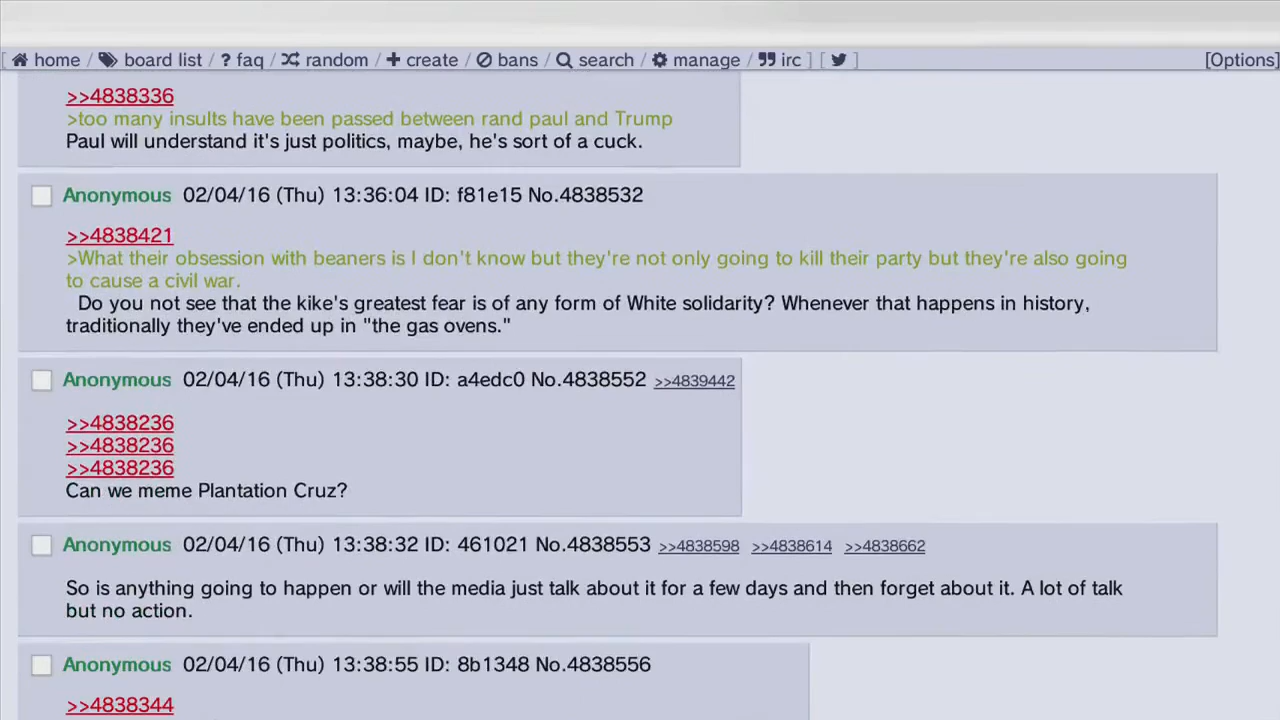 [ home / board list / ? faq / random / + create / bans / search / manage / irc ] [ ] [Options]
>>4838336
>too many insults have been passed between rand paul and Trump
Paul will understand it's just politics, maybe, he's sort of a cuck.
Anonymous 02/04/16 (Thu) 13:36:04 ID: f81e15 No.4838532
>>4838421
>What their obsession with beaners is I don't know but they're not only going to kill their party but they're also going
to cause a civil war.
Do you not see that the kike's greatest fear is of any form of White solidarity? Whenever that happens in history,
traditionally they've ended up in "the gas ovens."
Anonymous 02/04/16 (Thu) 13:38:30 ID: a4edc0 No.4838552 >>4839442
>>4838236
>>4838236
>>4838236
Can we meme Plantation Cruz?
Anonymous 02/04/16 (Thu) 13:38:32 ID: 461021 No.4838553 >>4838598 >>4838614 >>4838662
So is anything going to happen or will the media just talk about it for a few days and then forget about it. A lot of talk
but no action.
Anonymous 02/04/16 (Thu) 13:38:55 ID: 8b1348 No.4838556
>>4838344